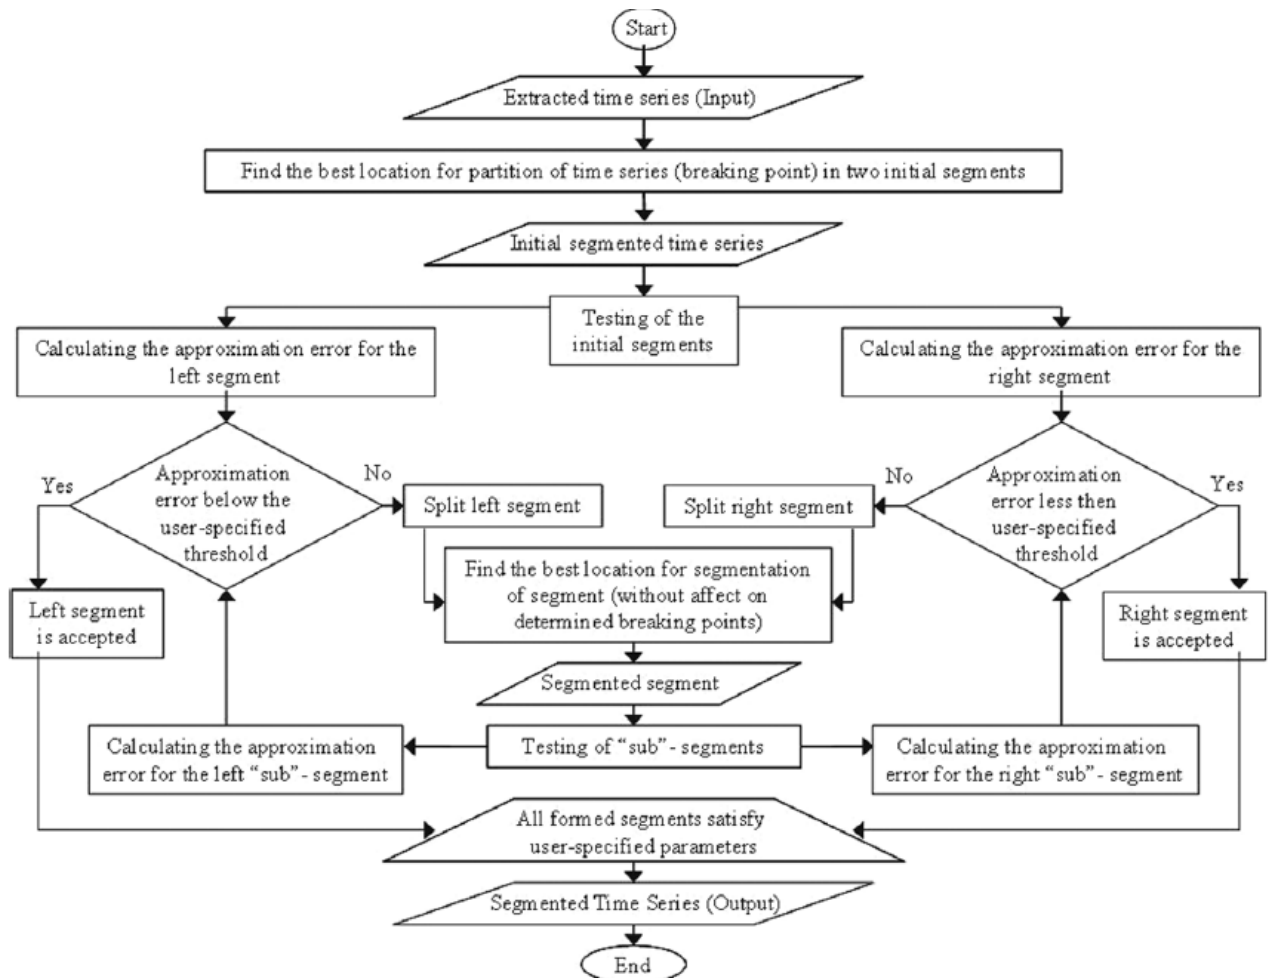 Start
Extracted time series (Input)
Find the best location for partition of time series (breaking point) in two initial segments
Initial segmented time series
Testing of the
initial segments
Calculating the approximation error for the
left segment
Calculating the approximation error for the
right segment
Yes
Approximation
error below the
user-specified
threshold
No
Split left segment
Split right segment
No
Approximation
error less then
user-specified
threshold
Yes
Find the best location for segmentation
of segment (without affect on
determined breaking points)
Left segment
is accepted
Right segment
is accepted
Segmented segment
Calculating the approximation
error for the left “sub”- segment
Testing of “sub”- segments
Calculating the approximation
error for the right “sub”- segment
All formed segments satisfy
user-specified parameters
Segmented Time Series (Output)
End